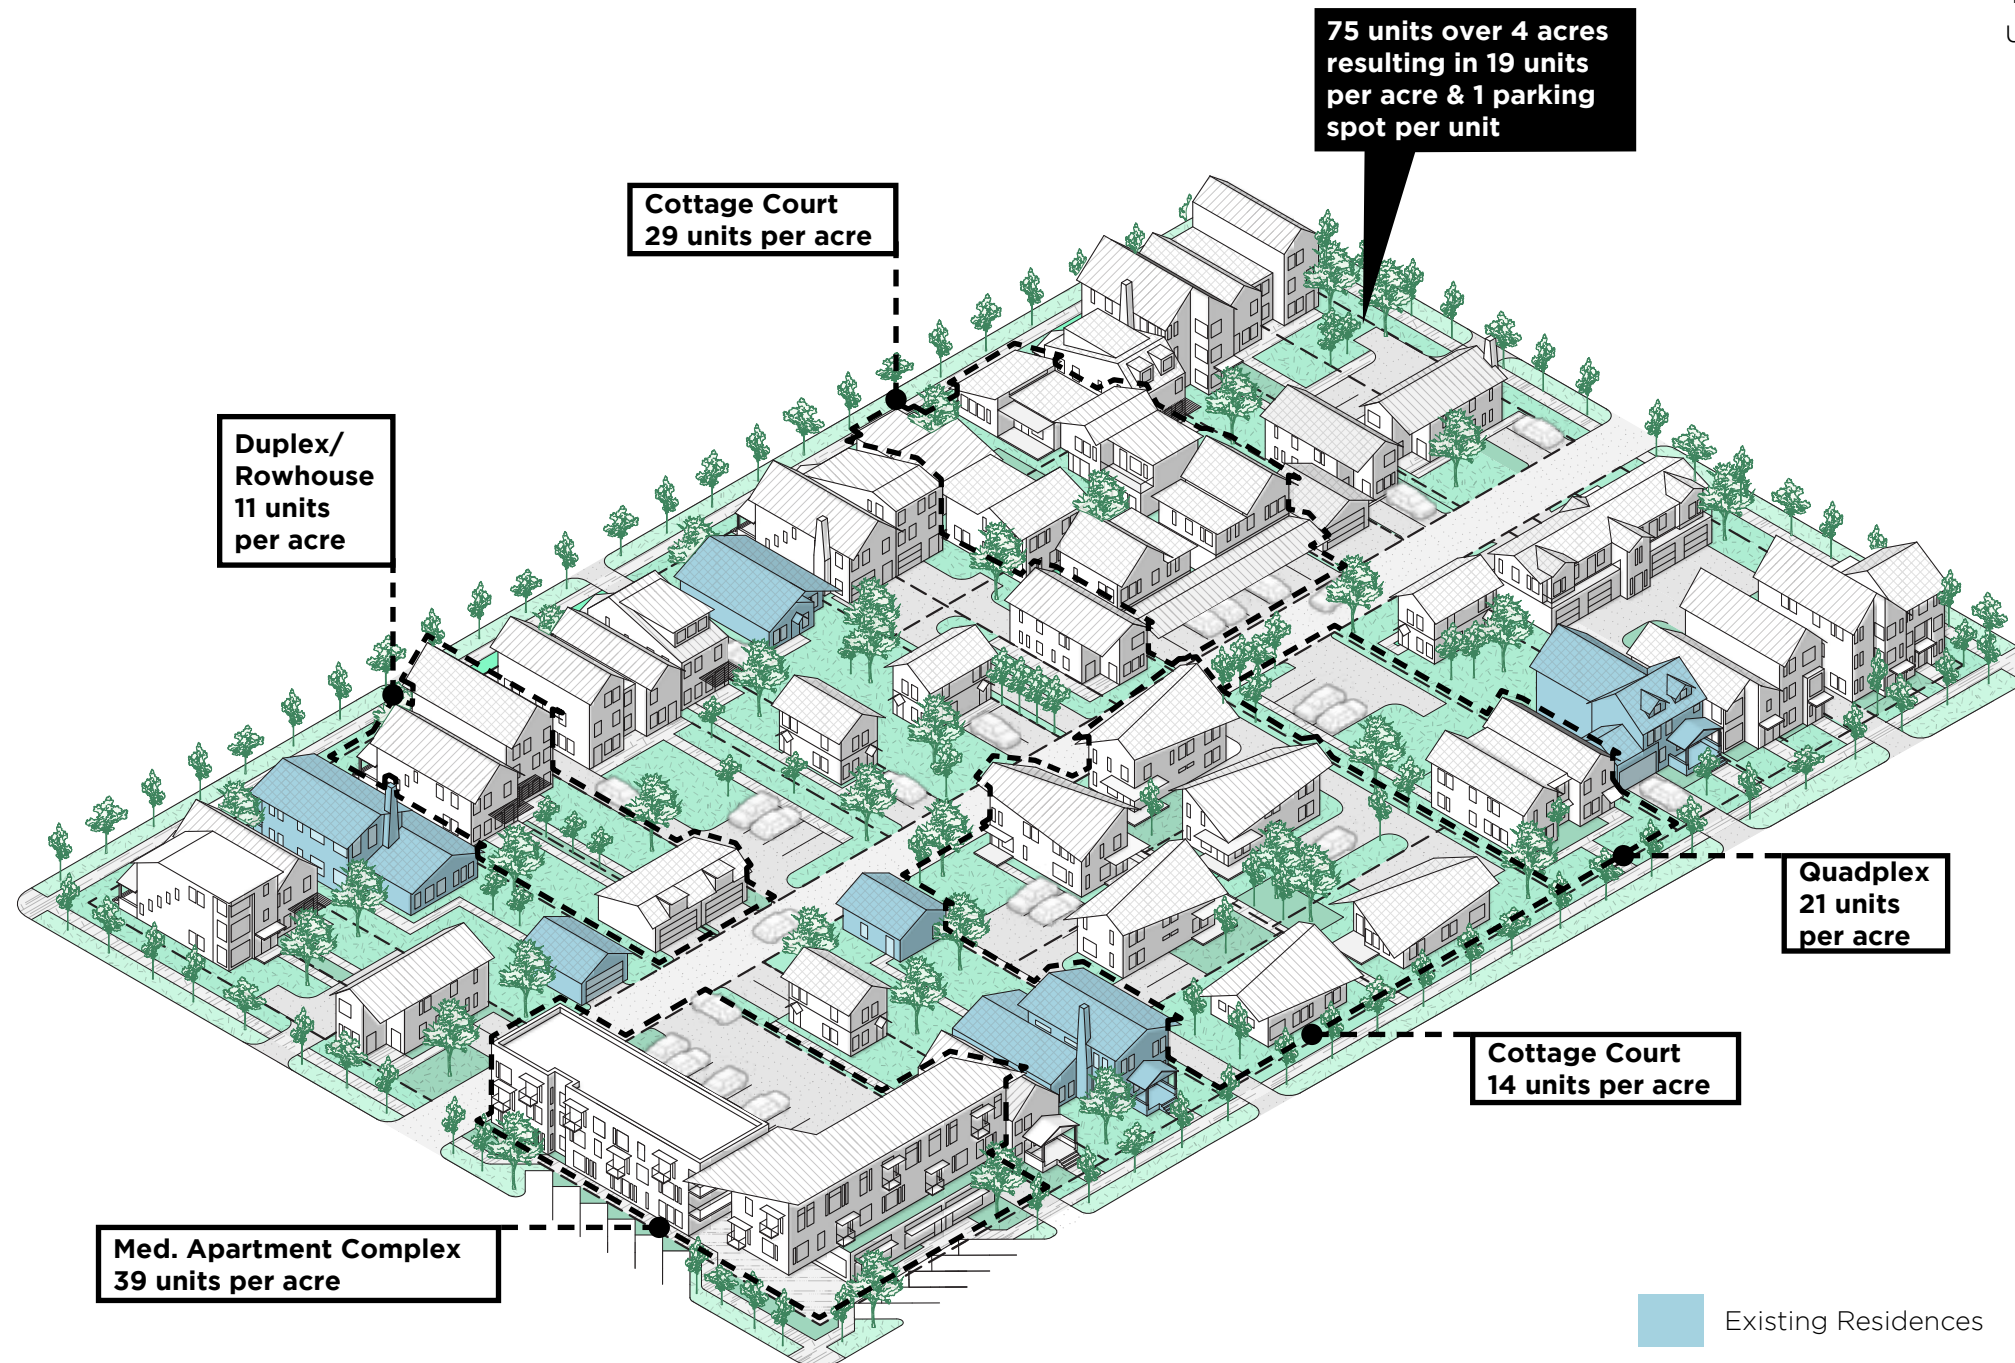 75 units over 4 acres
resulting in 19 units
per acre & 1 parking
spot per unit
Cottage Court
29 units per acre
Duplex/
Rowhouse
11 units
per acre
Quadplex
21 units
per acre
Cottage Court
14 units per acre
Med. Apartment Complex
39 units per acre
Existing Residences